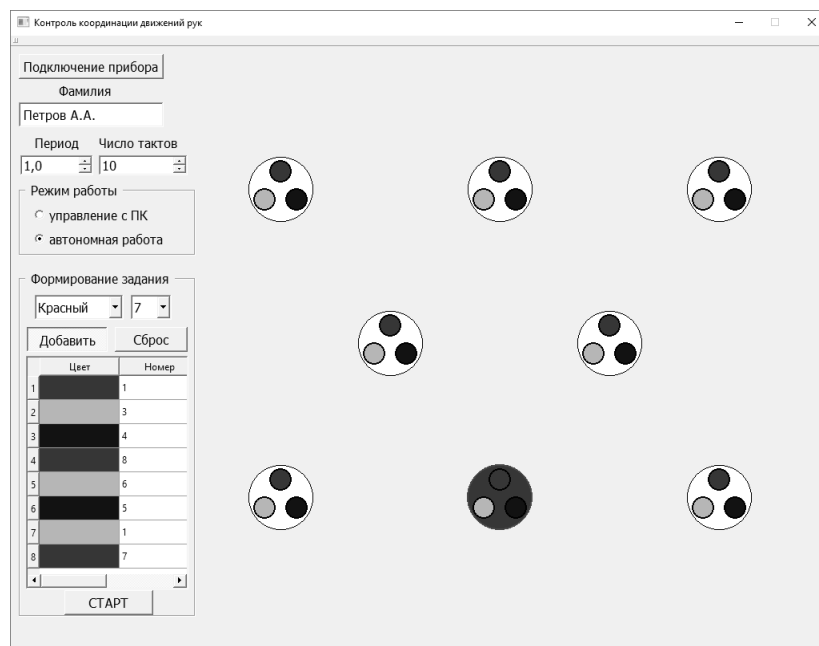 Контроль координации движений рук
Подключение прибора
Фамилия
Петров А.А.
Период Число тактов
1,0 10
Режим работы
управление с ПК
автономная работа
Формирование задания
Красный 7
Добавить Сброс
Цвет Номер
1 1
2 3
3 4
4 8
5 6
6 5
7 1
8 7
СТАРТ